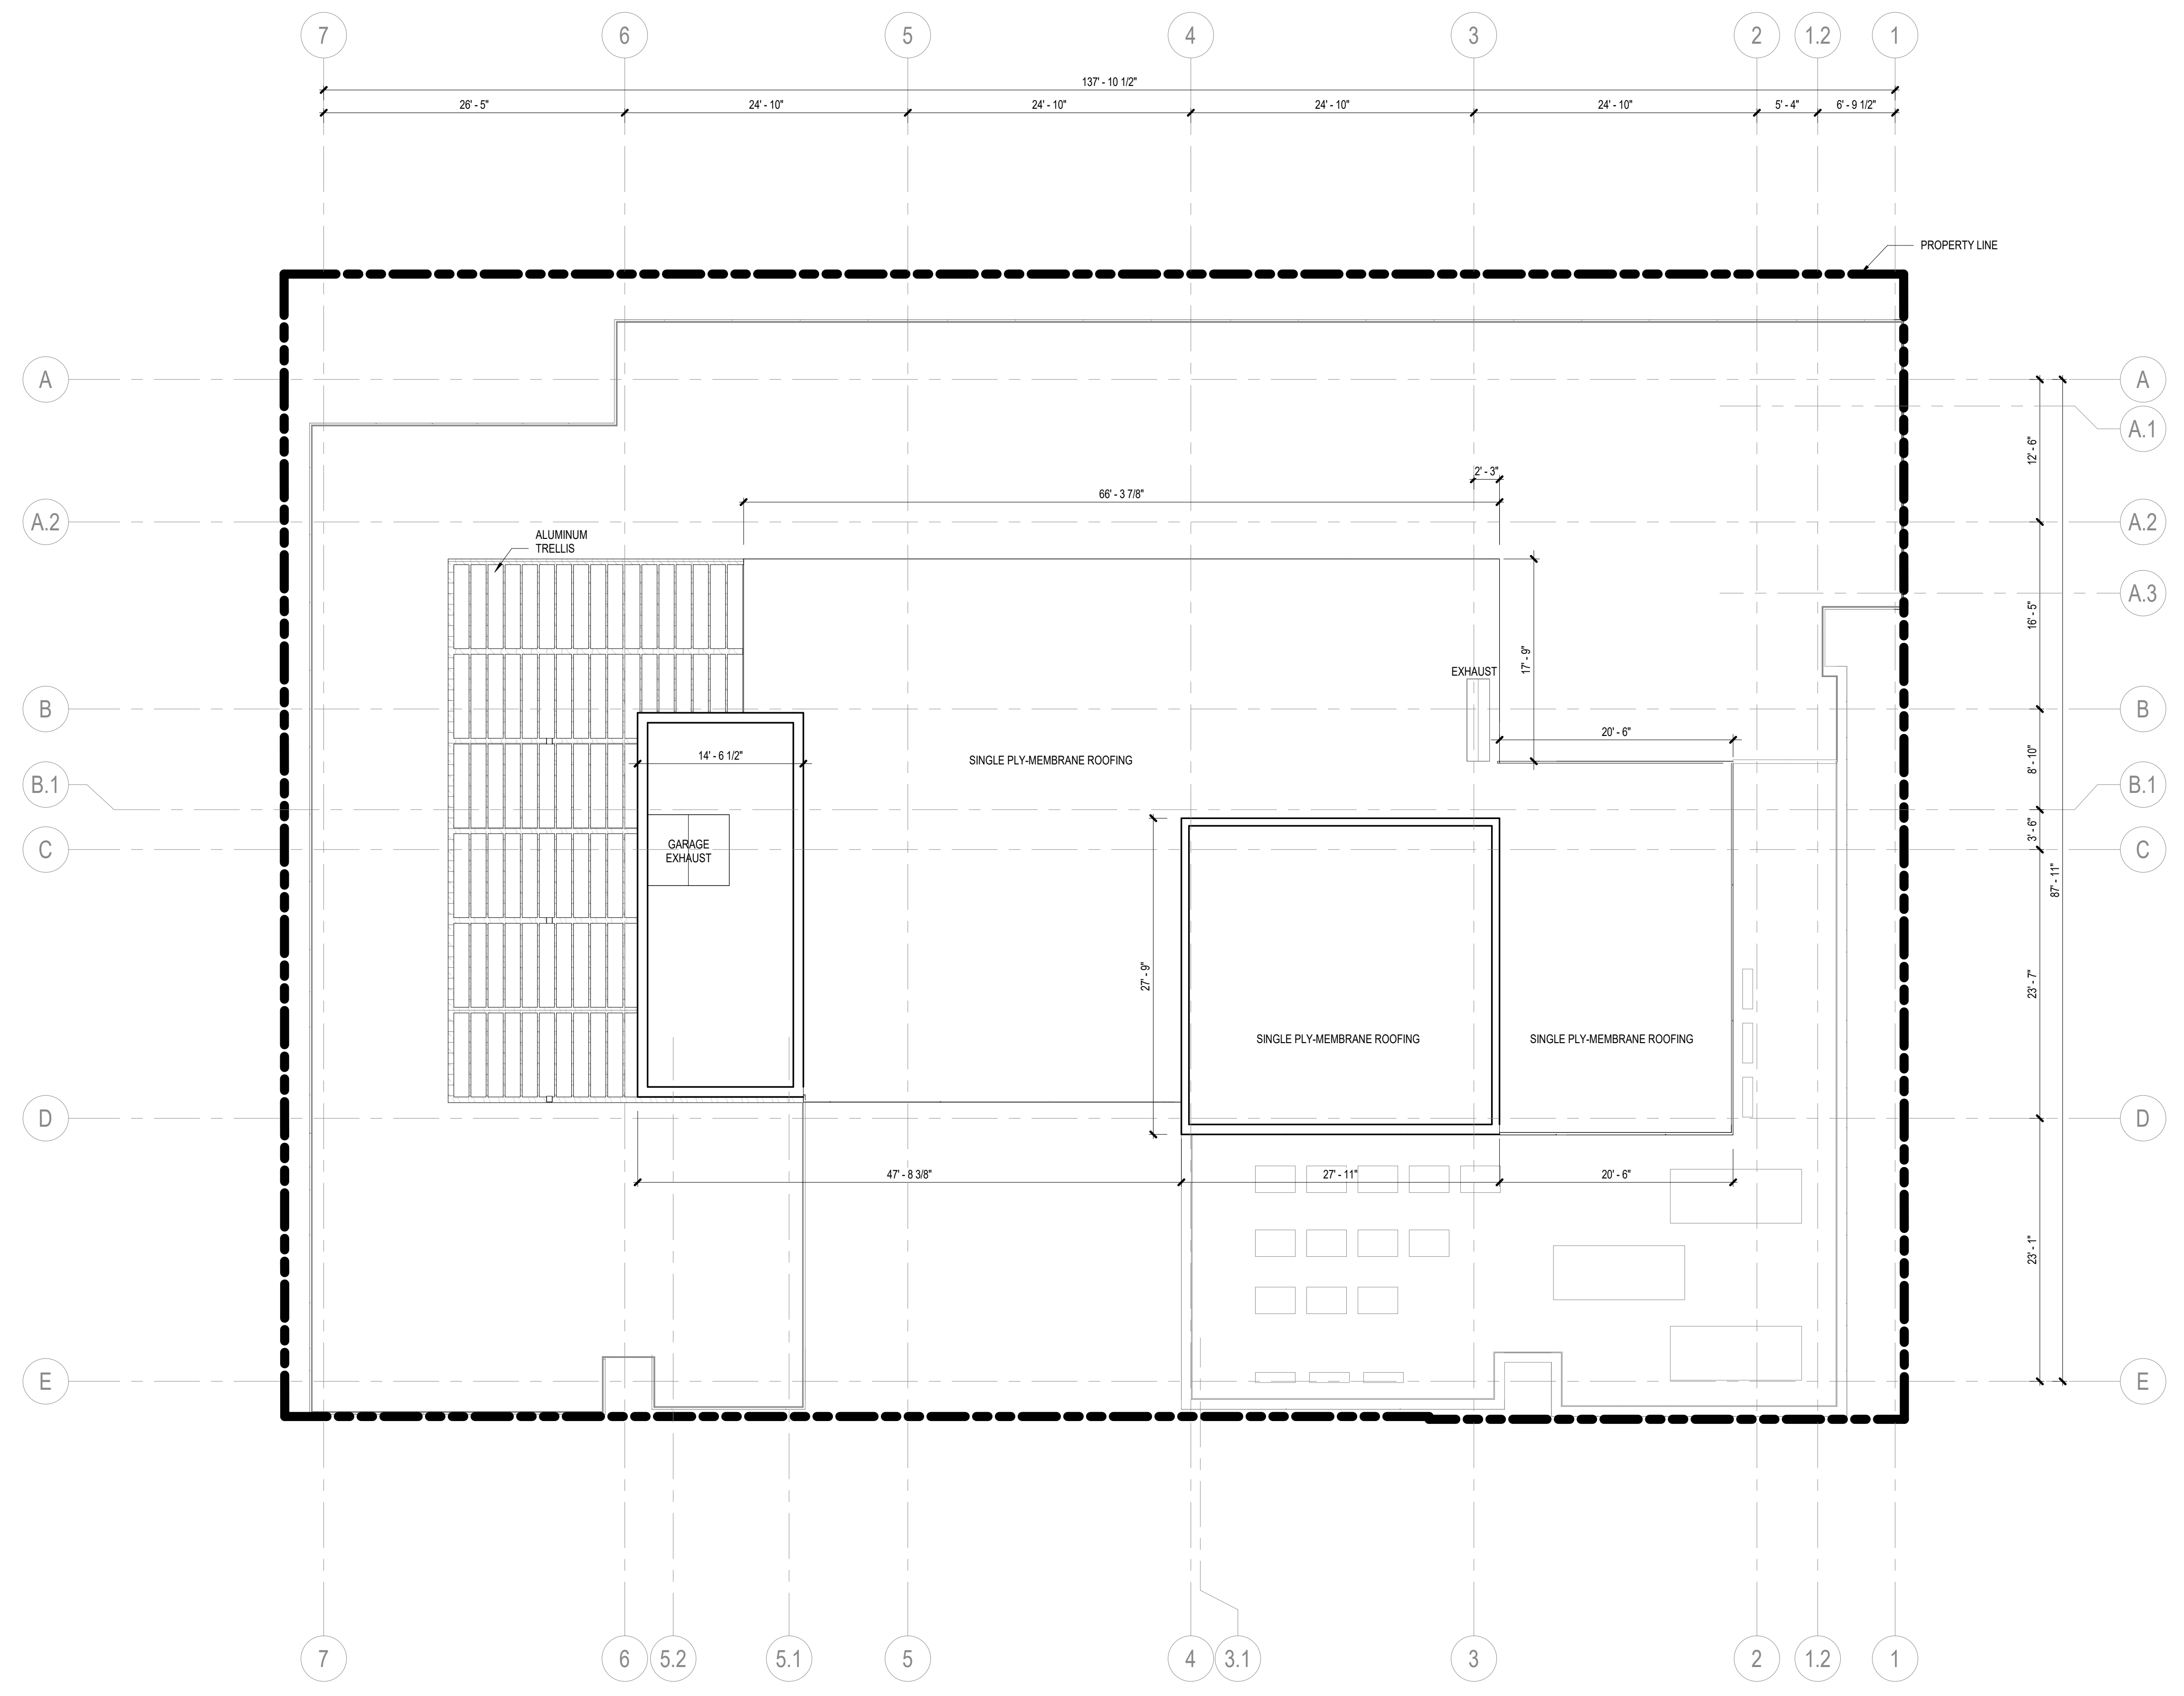 7 6 5 4 3 2 1.2 1
137' - 10 1/2"
26' - 5" 24' - 10" 24' - 10" 24' - 10" 24' - 10" 5' - 4" 6' - 9 1/2"
PROPERTY LINE
A A
A.1
12' - 6"
2' - 3"
66' - 3 7/8"
A.2 A.2
ALUMINUM
TRELLIS
A.3
16' - 5"
17' - 9"
EXHAUST
B B
20' - 6"
14' - 6 1/2"
SINGLE PLY-MEMBRANE ROOFING
8' - 10"
B.1 B.1
3' - 6"
GARAGE
EXHAUST
C C
87' - 11"
27' - 9"
23' - 7"
SINGLE PLY-MEMBRANE ROOFING SINGLE PLY-MEMBRANE ROOFING
D D
47' - 8 3/8" 27' - 11" 20' - 6"
23' - 1"
E E
7 6 5.2 5.1 5 4 3.1 3 2 1.2 1